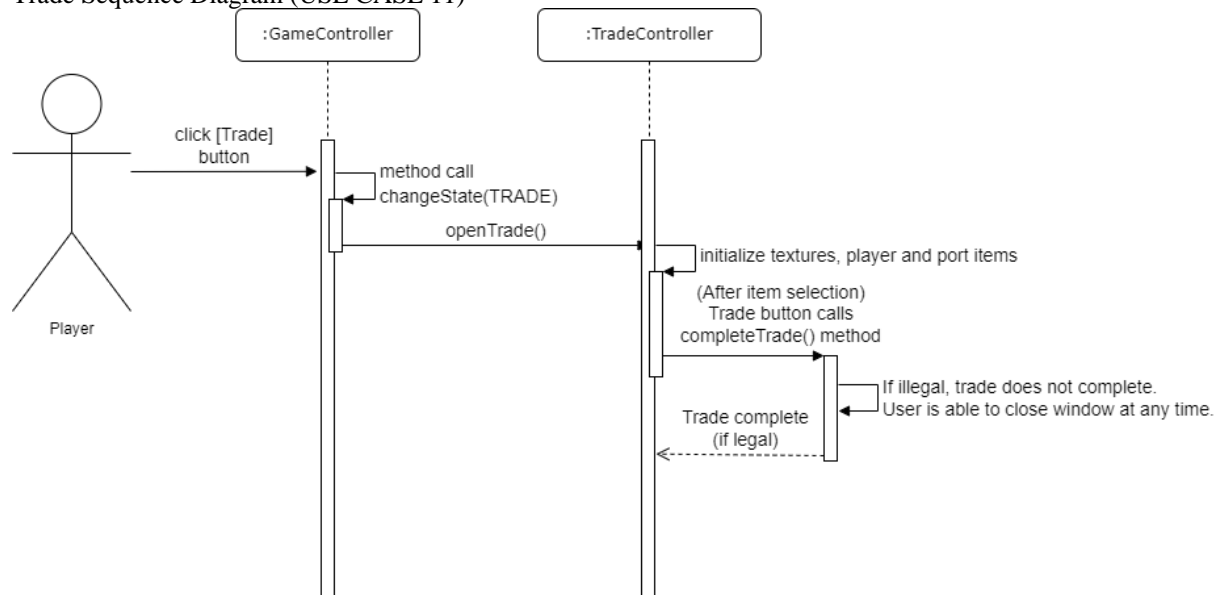 Trade Sequence Diagram (USE CASE 11)
:GameController
:TradeController
click [Trade]
button
method call
changeState(TRADE)
openTrade()
initialize textures, player and port items
(After item selection)
Trade button calls
completeTrade() method
Player
If illegal, trade does not complete.
User is able to close window at any time.
Trade complete
(if legal)